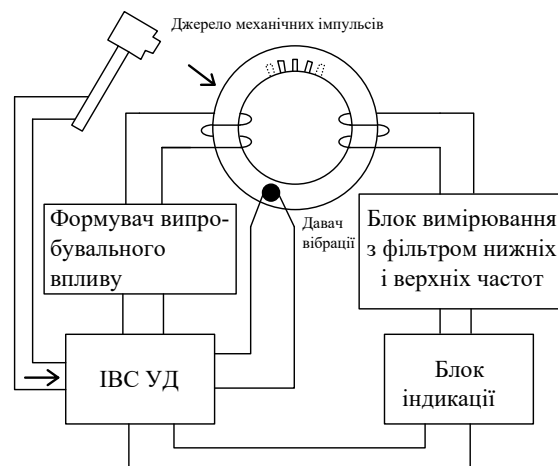 Джерело механічних імпульсів
Формувач випро-
бувального
впливу
Давач
вібрації
Блок вимірювання
з фільтром нижніх
і верхніх частот
ІВС УД
Блок
індикації